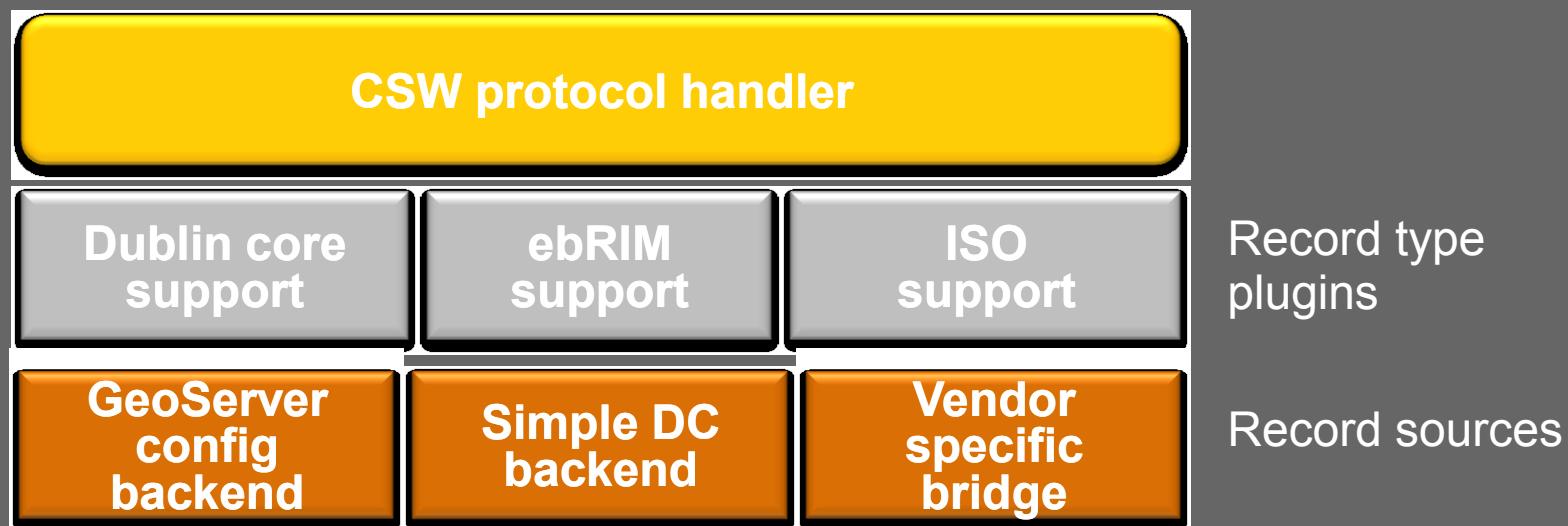 CSW protocol handler
Dublin core
support
ebRIM
support
ISO
support
Record type
plugins
GeoServer
config
backend
Simple DC
backend
Vendor
specific
bridge
Record sources